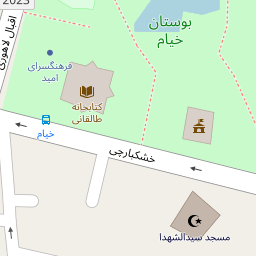 2023
اقبال لاهوری
بوستان
خیام
فرهنگسرای
امید
کتابخانه
طالقانی
خیام
خشکبارچی
مسجد سیدالشهدا